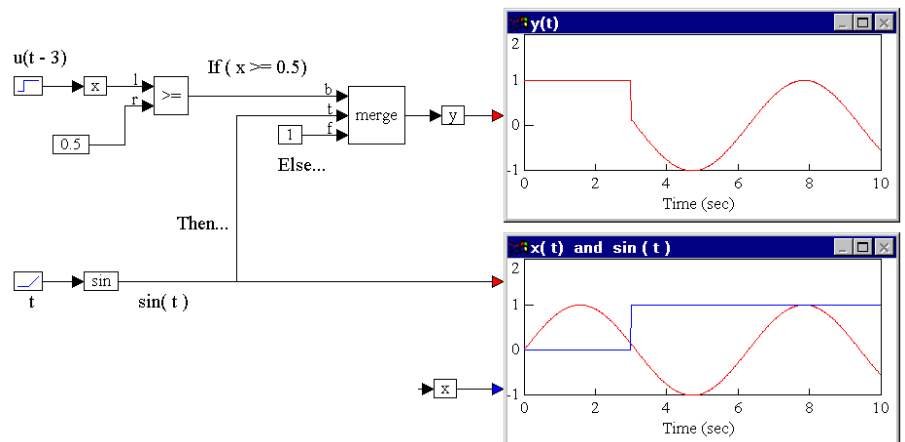 u(t - 3)
x
l
r
>=
If ( x >= 0.5)
0.5
b
t
f
merge
1
Else...
y
Then...
t
sin
sin( t )
x
y(t)
2
1
0
-1
0 2 4 6 8 10
Time (sec)
x( t) and sin ( t )
2
1
0
-1
0 2 4 6 8 10
Time (sec)